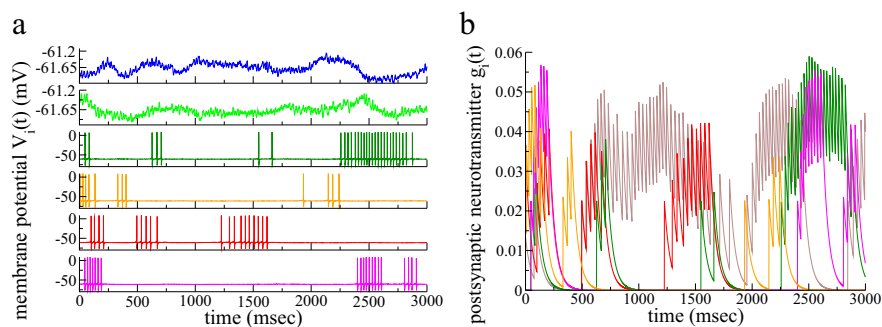 a
membrane potential V_i(t) (mV)
-61.2
-61.65
-61.2
-61.65
0
-50
0
-50
0
-50
0
-50
0 500 1000 1500 2000 2500 3000
time (msec)
b
postsynaptic neurotransmitter g_i(t)
0.06
0.05
0.04
0.03
0.02
0.01
0
0 500 1000 1500 2000 2500 3000
time (msec)